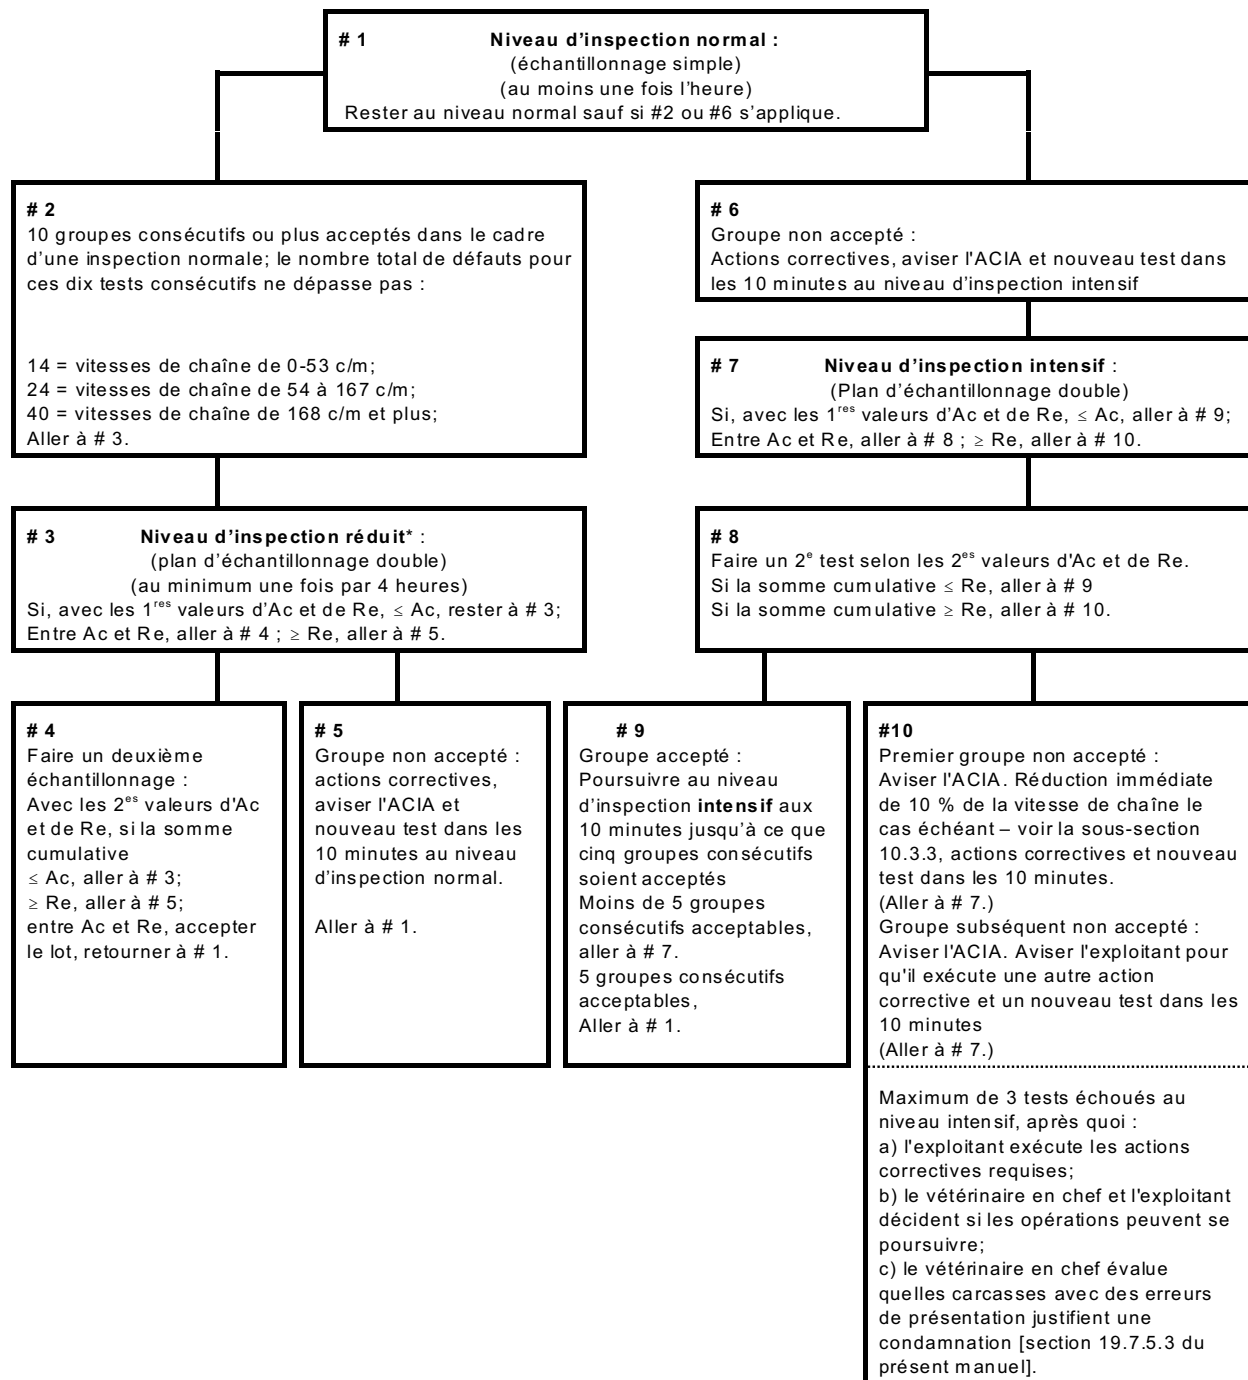 # 1 Niveau d'inspection normal :
(échantillonnage simple)
(au moins une fois l'heure)
Rester au niveau normal sauf si #2 ou #6 s'applique.
# 2
10 groupes consécutifs ou plus acceptés dans le cadre
d'une inspection normale; le nombre total de défauts pour
ces dix tests consécutifs ne dépasse pas :
14 = vitesses de chaîne de 0-53 c/m;
24 = vitesses de chaîne de 54 à 167 c/m;
40 = vitesses de chaîne de 168 c/m et plus;
Aller à # 3.
# 6
Groupe non accepté :
Actions correctives, aviser l'ACIA et nouveau test dans
les 10 minutes au niveau d'inspection intensif
# 7 Niveau d'inspection intensif :
(Plan d'échantillonnage double)
Si, avec les 1res valeurs d'Ac et de Re, ≤ Ac, aller à # 9;
Entre Ac et Re, aller à # 8 ; ≥ Re, aller à # 10.
# 3 Niveau d'inspection réduit* :
(plan d'échantillonnage double)
(au minimum une fois par 4 heures)
Si, avec les 1res valeurs d'Ac et de Re, ≤ Ac, rester à # 3;
Entre Ac et Re, aller à # 4 ; ≥ Re, aller à # 5.
# 8
Faire un 2e test selon les 2es valeurs d'Ac et de Re.
Si la somme cumulative ≤ Re, aller à # 9
Si la somme cumulative ≥ Re, aller à # 10.
# 4
Faire un deuxième
échantillonnage :
Avec les 2es valeurs d'Ac
et de Re, si la somme
cumulative
≤ Ac, aller à # 3;
≥ Re, aller à # 5;
entre Ac et Re, accepter
le lot, retourner à # 1.
# 5
Groupe non accepté :
actions correctives,
aviser l'ACIA et
nouveau test dans les
10 minutes au niveau
d'inspection normal.
Aller à # 1.
# 9
Groupe accepté :
Poursuivre au niveau
d'inspection intensif aux
10 minutes jusqu'à ce que
cinq groupes consécutifs
soient acceptés
Moins de 5 groupes
consécutifs acceptables,
aller à # 7.
5 groupes consécutifs
acceptables,
Aller à # 1.
#10
Premier groupe non accepté :
Aviser l'ACIA. Réduction immédiate
de 10 % de la vitesse de chaîne le
cas échéant – voir la sous-section
10.3.3, actions correctives et nouveau
test dans les 10 minutes.
(Aller à # 7.)
Groupe subséquent non accepté :
Aviser l'ACIA. Aviser l'exploitant pour
qu'il exécute une autre action
corrective et un nouveau test dans les
10 minutes
(Aller à # 7.)
Maximum de 3 tests échoués au
niveau intensif, après quoi :
a) l'exploitant exécute les actions
correctives requises;
b) le vétérinaire en chef et l'exploitant
décident si les opérations peuvent se
poursuivre;
c) le vétérinaire en chef évalue
quelles carcasses avec des erreurs
de présentation justifient une
condamnation [section 19.7.5.3 du
présent manuel].